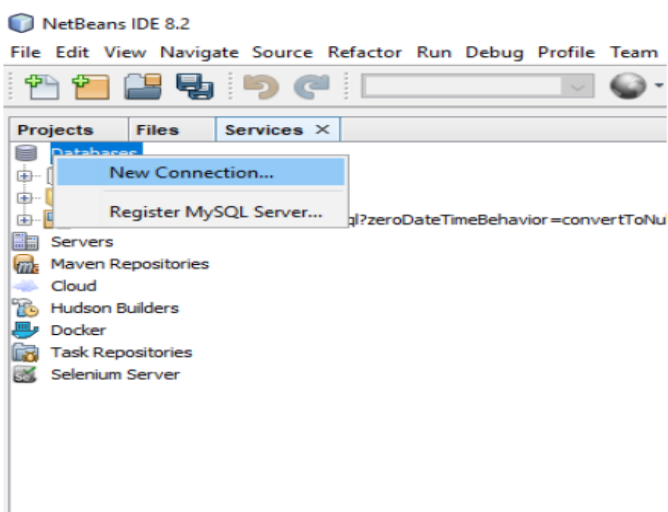 NetBeans IDE 8.2
File Edit View Navigate Source Refactor Run Debug Profile Team
Projects Files Services ×
Databases
New Connection...
Register MySQL Server...
ql?zeroDateTimeBehavior=convertToNu
Servers
Maven Repositories
Cloud
Hudson Builders
Docker
Task Repositories
Selenium Server